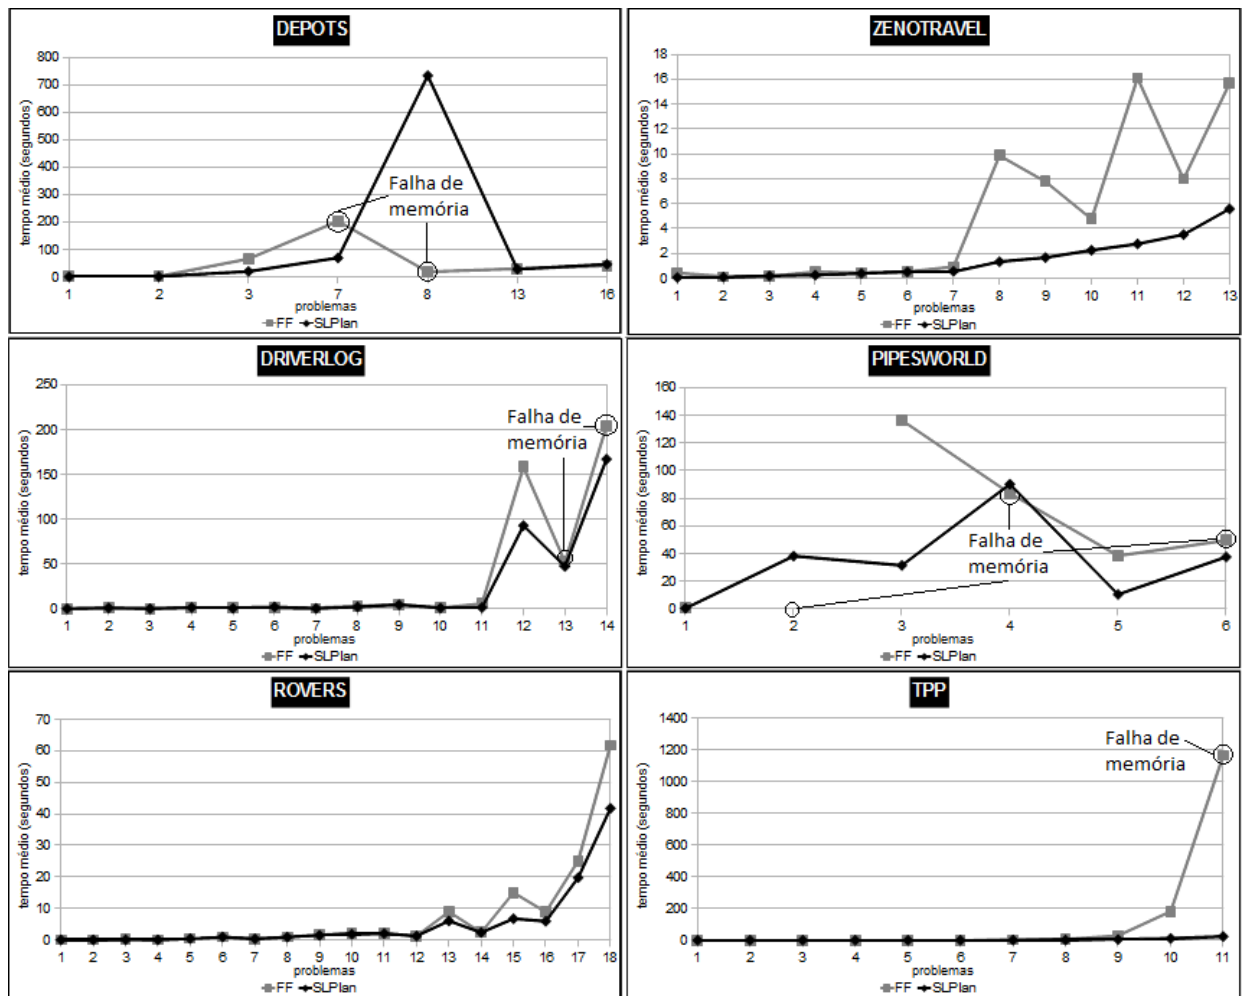 DEPOTS
tempo médio (segundos)
800
700
600
500
400
300
200
100
0
Falha de
memória
1 2 3 7 8 13 16
problemas
FF SLPlan
ZENOTRAVEL
tempo médio (segundos)
18
16
14
12
10
8
6
4
2
0
1 2 3 4 5 6 7 8 9 10 11 12 13
problemas
FF SLPlan
DRIVERLOG
tempo médio (segundos)
250
200
150
100
50
0
Falha de
memória
1 2 3 4 5 6 7 8 9 10 11 12 13 14
problemas
FF SLPlan
PIPESWORLD
tempo médio (segundos)
160
140
120
100
80
60
40
20
0
Falha de
memória
1 2 3 4 5 6
problemas
FF SLPlan
ROVERS
tempo médio (segundos)
70
60
50
40
30
20
10
0
1 2 3 4 5 6 7 8 9 10 11 12 13 14 15 16 17 18
problemas
FF SLPlan
TPP
tempo médio (segundos)
1400
1200
1000
800
600
400
200
0
Falha de
memória
1 2 3 4 5 6 7 8 9 10 11
problemas
FF SLPlan